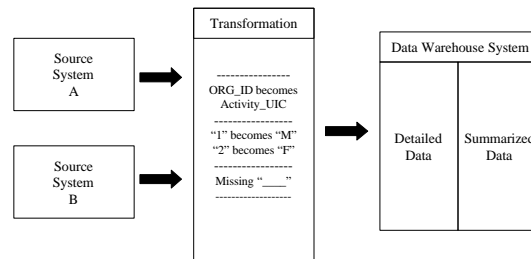 Source
System
A
Source
System
B
Transformation
----------------
ORG_ID becomes
Activity_UIC
-----------------
“1” becomes “M”
“2” becomes “F”
-----------------
Missing “____”
-------------------
Data Warehouse System
Detailed
Data
Summarized
Data